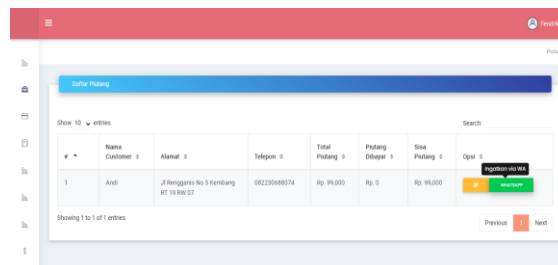 Fendri
Piuta
Daftar Piutang
Show 10 entries
Search:
# Nama Customer Alamat Telepon Total Piutang Piutang Dibayar Sisa Piutang Opsi
Ingatkan via WA
1 Andi Jl Rengganis No 5 Kembang RT 19 RW 07 082230688074 Rp. 99,000 Rp. 0 Rp. 99,000 WHATSAPP
Showing 1 to 1 of 1 entries
Previous 1 Next